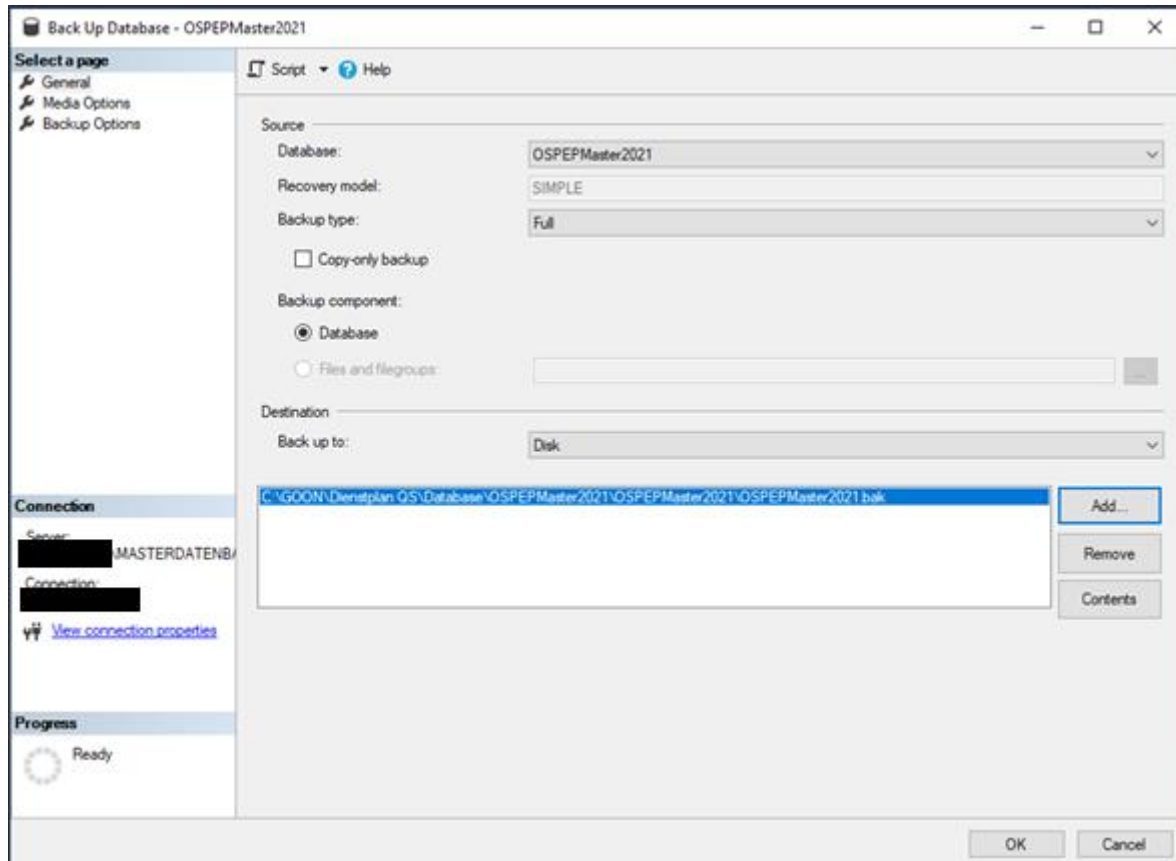 Back Up Database - OSPEPMaster2021
Select a page
General
Media Options
Backup Options
Script
Help
Source
Database:
OSPEPMaster2021
Recovery model:
SIMPLE
Backup type:
Full
Copy-only backup
Backup component:
Database
Files and filegroups:
...
Destination
Back up to:
Disk
C:\GOON\Dienstplan QS\Database\OSPEPMaster2021\OSPEPMaster2021\OSPEPMaster2021.bak
Add...
Remove
Contents
Connection
Server:
\MASTERDATENBA
Connection:
View connection properties
Progress
Ready
OK
Cancel